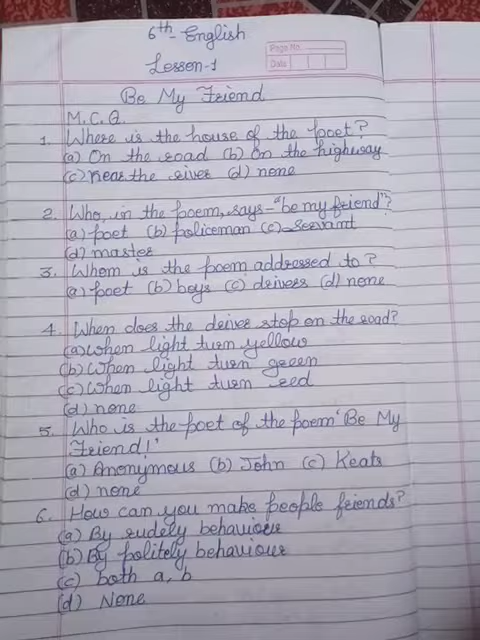 6th - English
Page No.
Date
Lesson-1
Be My Friend
M.C.Q.
1. Where is the house of the poet?
(a) On the road (b) On the highway
(c) near the river (d) none
2. Who, in the poem, says - "be my friend"?
(a) poet (b) policeman (c) servant
(d) master
3. Whom is the poem addressed to?
(a) poet (b) boys (c) drivers (d) none
4. When does the driver stop on the road?
(a) When light turn yellow
(b) When light turn green
(c) When light turn red
(d) none
5. Who is the poet of the poem 'Be My
Friend!'
(a) Anonymous (b) John (c) Keats
(d) none
6. How can you make people friends?
(a) By rudely behaviour
(b) By politely behaviour
(c) both a, b
(d) None